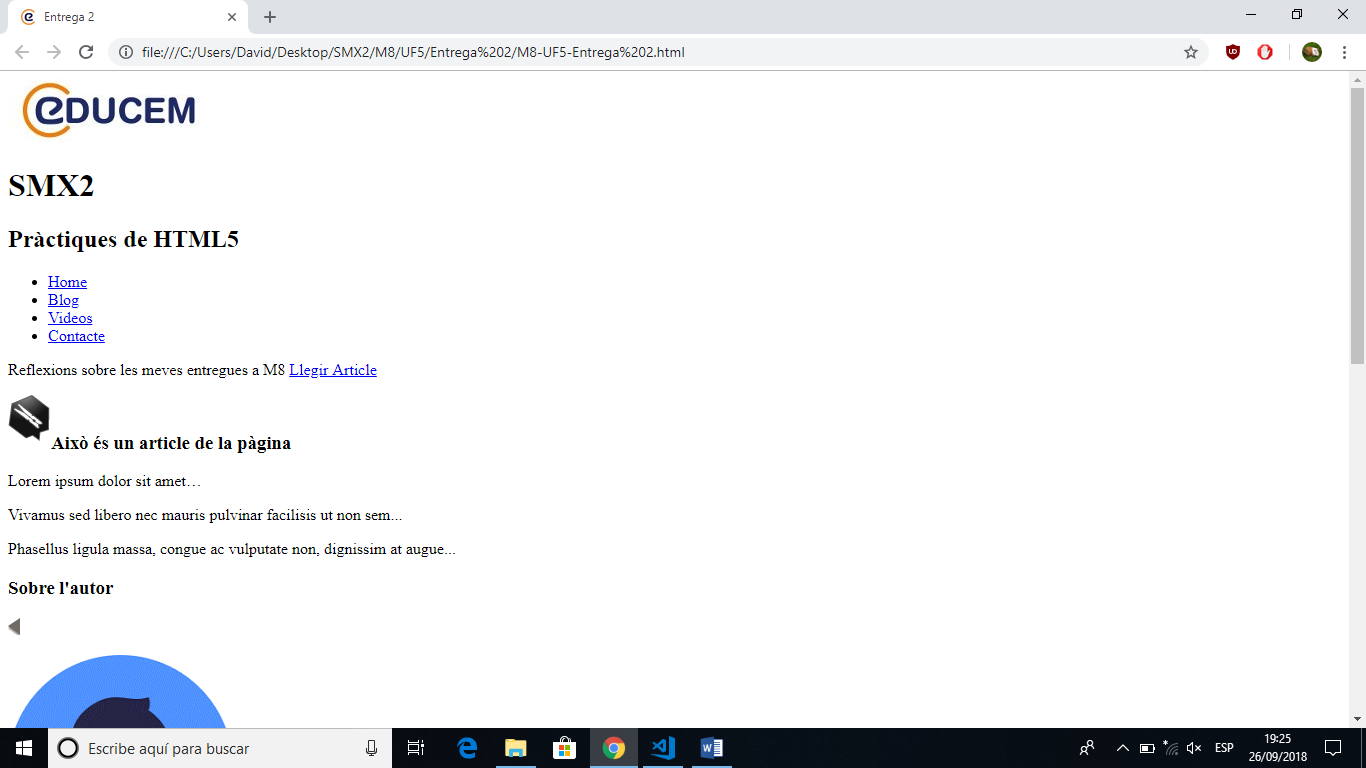 Entrega 2
file:///C:/Users/David/Desktop/SMX2/M8/UF5/Entrega%202/M8-UF5-Entrega%202.html
eDUCEM
SMX2
Pràctiques de HTML5
Home
Blog
Videos
Contacte
Reflexions sobre les meves entregues a M8 Llegir Article
Això és un article de la pàgina
Lorem ipsum dolor sit amet…
Vivamus sed libero nec mauris pulvinar facilisis ut non sem...
Phasellus ligula massa, congue ac vulputate non, dignissim at augue...
Sobre l'autor
Escribe aquí para buscar
ESP
19:25
26/09/2018